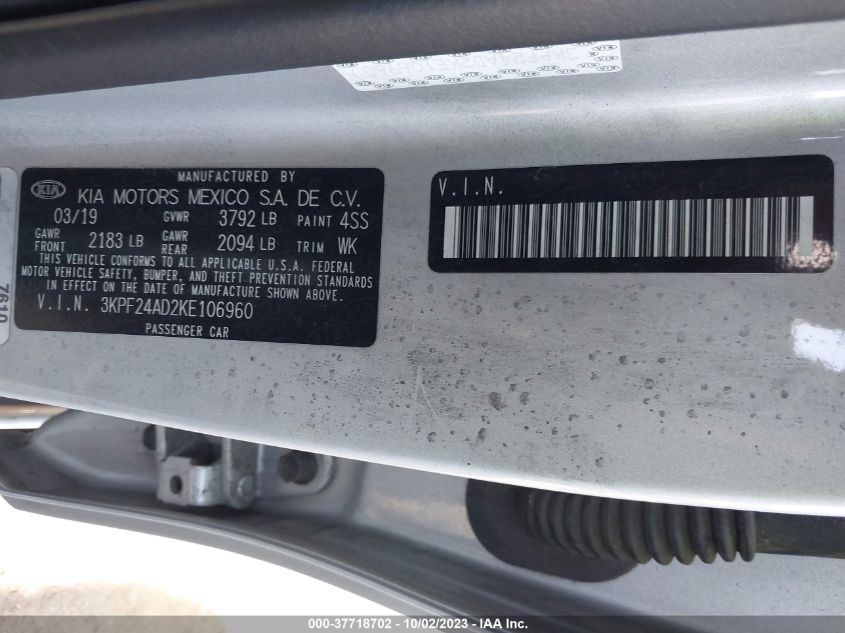 MANUFACTURED BY
KIA KIA MOTORS MEXICO S.A. DE C.V.
03/19 GVWR 3792 LB PAINT 4SS
GAWR FRONT 2183 LB GAWR REAR 2094 LB TRIM WK
THIS VEHICLE CONFORMS TO ALL APPLICABLE U.S.A. FEDERAL
MOTOR VEHICLE SAFETY, BUMPER, AND THEFT PREVENTION STANDARDS
IN EFFECT ON THE DATE OF MANUFACTURE SHOWN ABOVE.
V.I.N. 3KPF24AD2KE106960
PASSENGER CAR
V.I.N.
7610
000-37718702 - 10/02/2023 - IAA Inc.